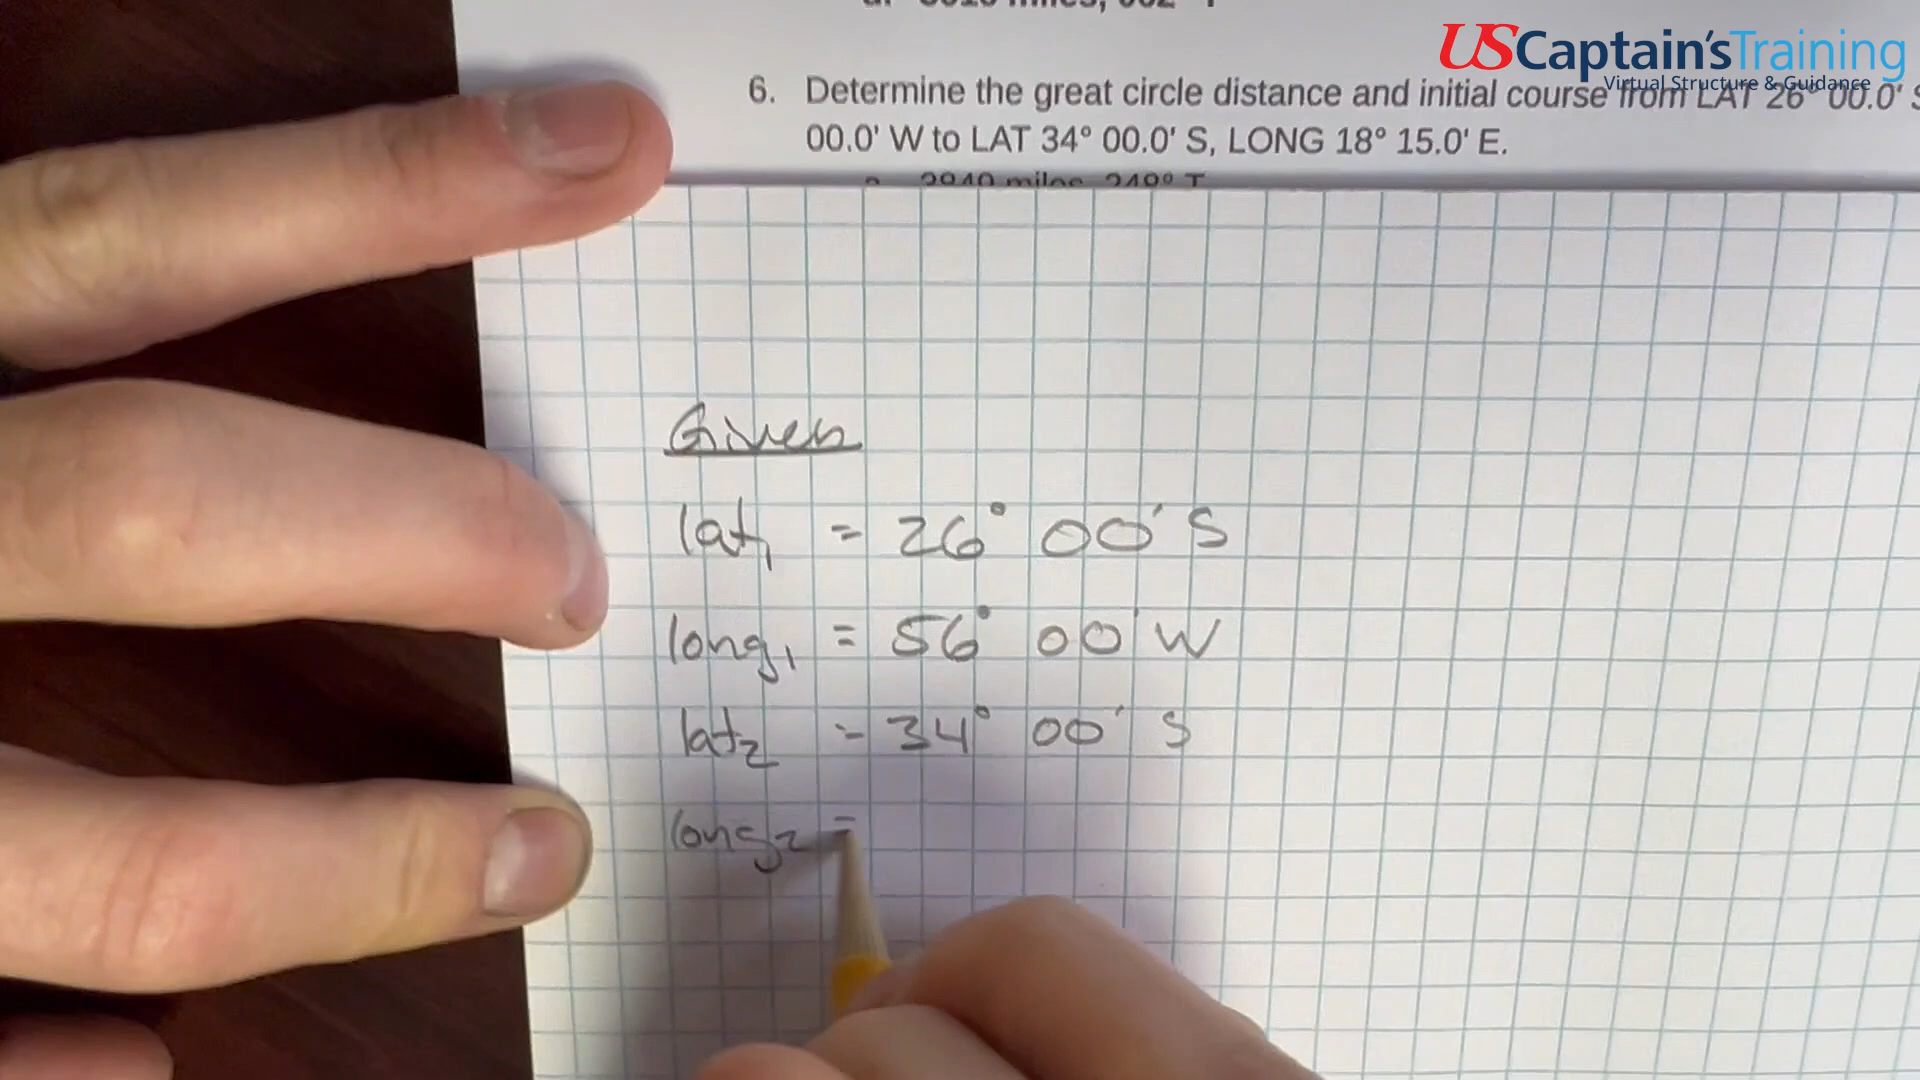 USCaptain'sTraining
Virtual Structure & Guidance
6. Determine the great circle distance and initial course from LAT 26° 00.0' S
00.0' W to LAT 34° 00.0' S, LONG 18° 15.0' E.
Given
lat₁ = 26° 00' S
long₁ = 56° 00' W
lat₂ = 34° 00' S
long₂ =